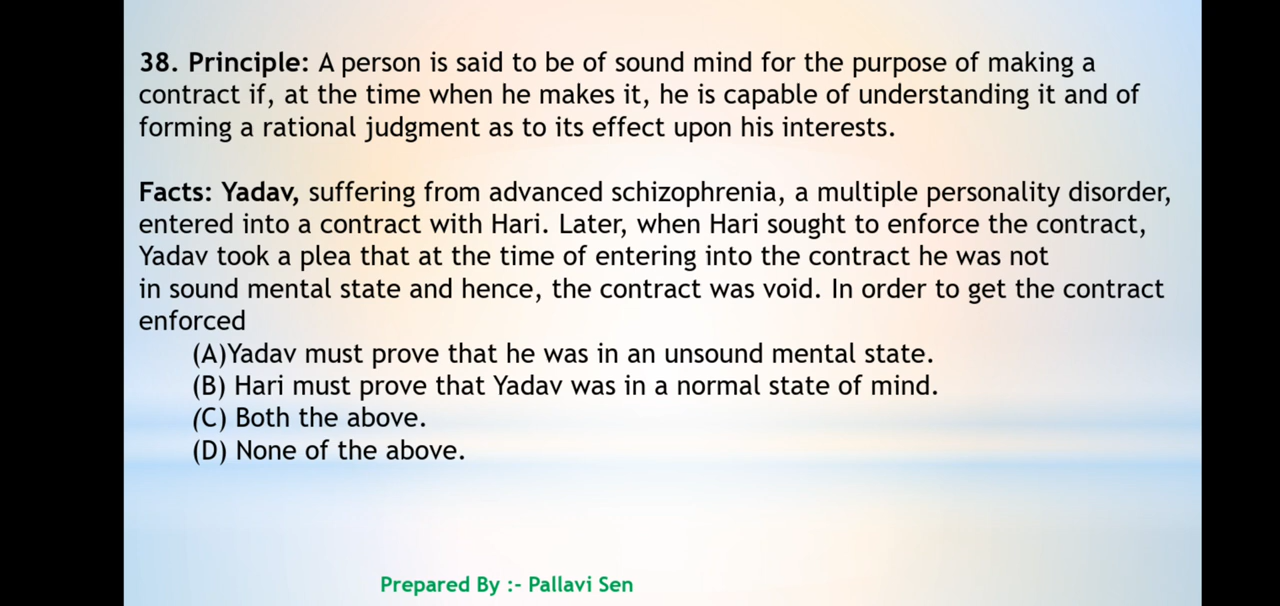 38. Principle: A person is said to be of sound mind for the purpose of making a
contract if, at the time when he makes it, he is capable of understanding it and of
forming a rational judgment as to its effect upon his interests.
Facts: Yadav, suffering from advanced schizophrenia, a multiple personality disorder,
entered into a contract with Hari. Later, when Hari sought to enforce the contract,
Yadav took a plea that at the time of entering into the contract he was not
in sound mental state and hence, the contract was void. In order to get the contract
enforced
(A)Yadav must prove that he was in an unsound mental state.
(B) Hari must prove that Yadav was in a normal state of mind.
(C) Both the above.
(D) None of the above.
Prepared By :- Pallavi Sen